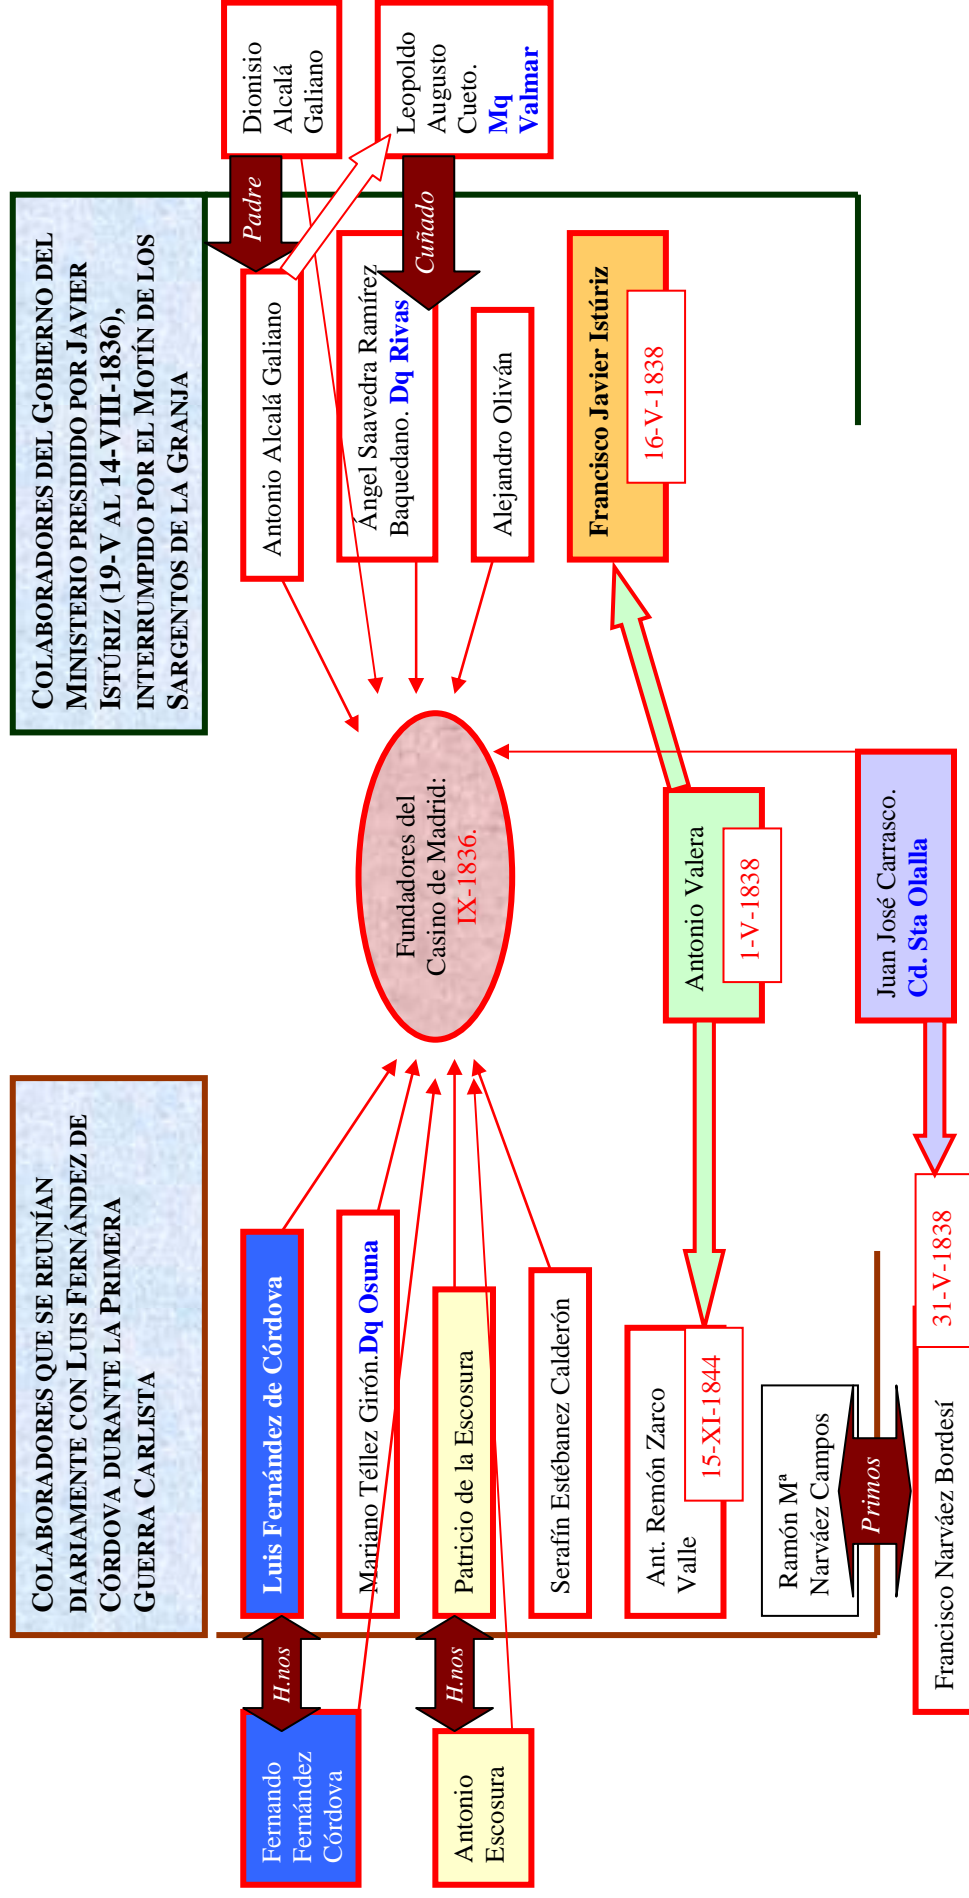 COLABORADORES QUE SE REUNÍAN
DIARIAMENTE CON LUIS FERNÁNDEZ DE
CÓRDOVA DURANTE LA PRIMERA
GUERRA CARLISTA
COLABORADORES DEL GOBIERNO DEL
MINISTERIO PRESIDIDO POR JAVIER
ISTÚRIZ (19-V AL 14-VIII-1836),
INTERRUMPIDO POR EL MOTÍN DE LOS
SARGENTOS DE LA GRANJA
Fernando
Fernández
Córdova
H.nos
Luis Fernández de Córdova
Mariano Téllez Girón.Dq Osuna
Antonio
Escosura
H.nos
Patricio de la Escosura
Serafín Estébanez Calderón
Ant. Remón Zarco
Valle
15-XI-1844
Ramón Mª
Narváez Campos
Primos
Francisco Narváez Bordesí
31-V-1838
Fundadores del
Casino de Madrid:
IX-1836.
Antonio Valera
1-V-1838
Juan José Carrasco.
Cd. Sta Olalla
Antonio Alcalá Galiano
Padre
Dionisio
Alcalá
Galiano
Ángel Saavedra Ramírez
Baquedano. Dq Rivas
Cuñado
Leopoldo
Augusto
Cueto.
Mq
Valmar
Alejandro Oliván
Francisco Javier Istúriz
16-V-1838